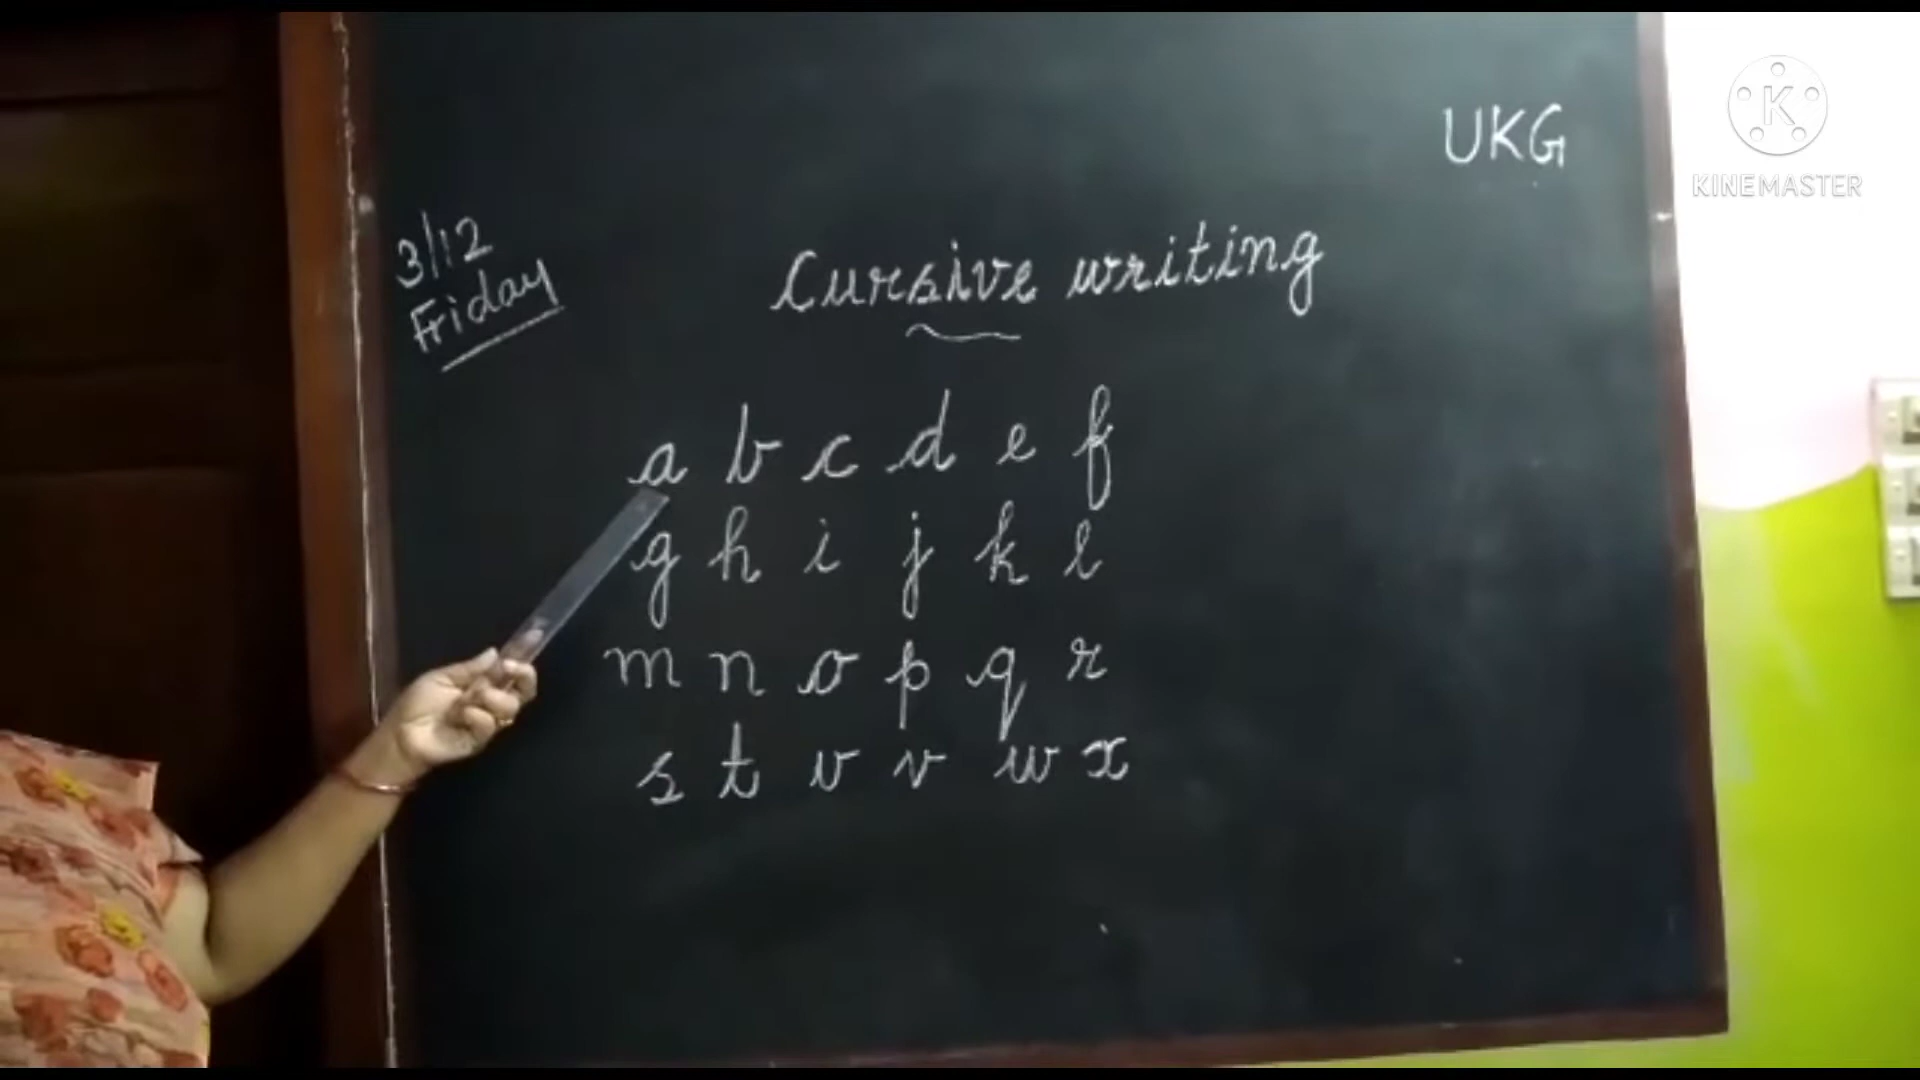 UKG
KINEMASTER
3/12
Friday
Cursive writing
a b c d e f
g h i j k l
m n o p q r
s t u v w x